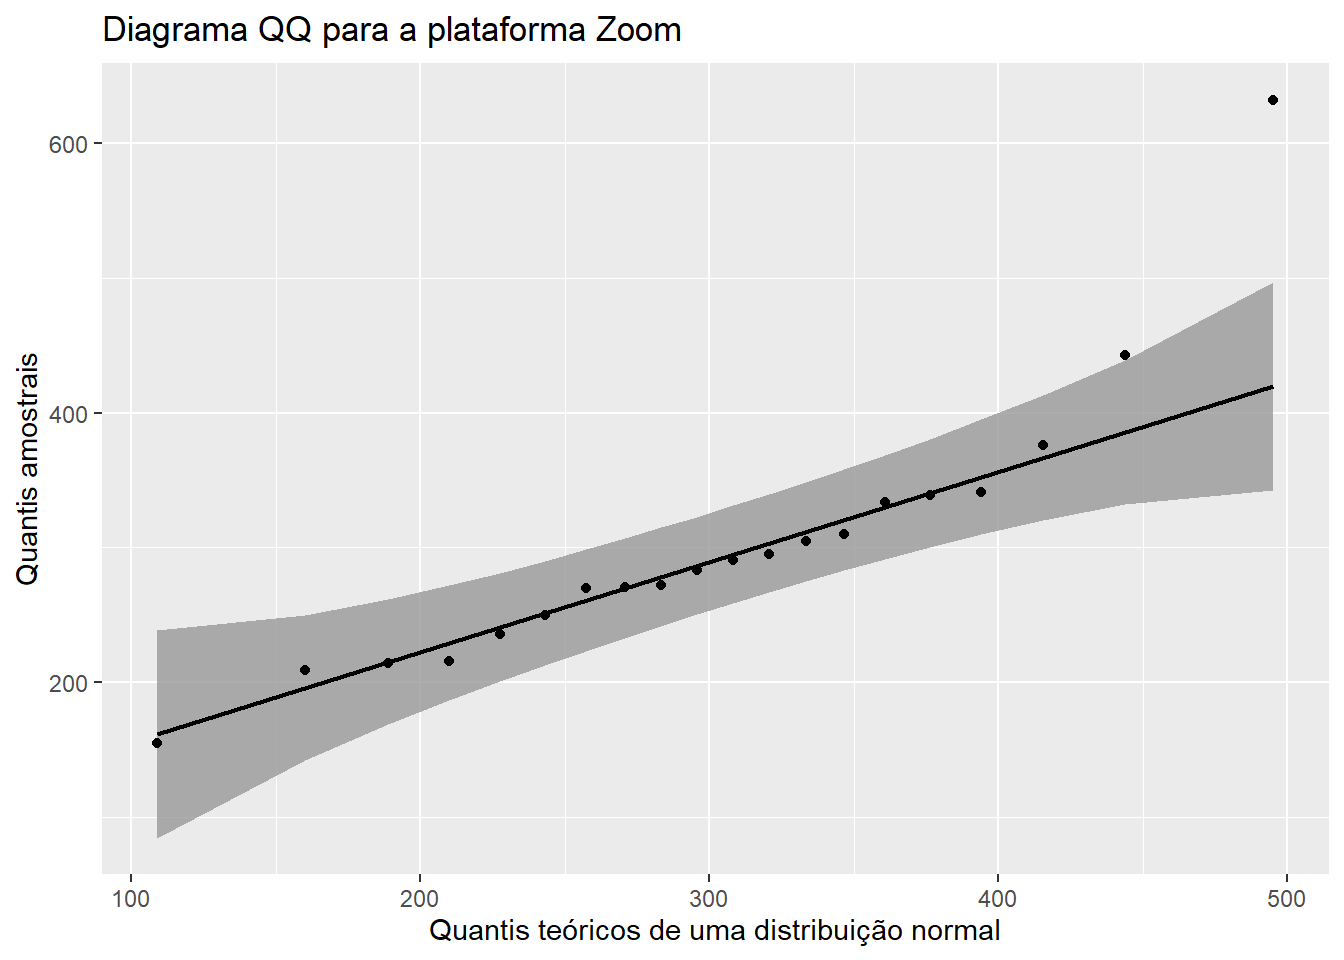 Diagrama QQ para a plataforma Zoom
600
400
200
Quantis amostrais
100 200 300 400 500
Quantis teóricos de uma distribuição normal